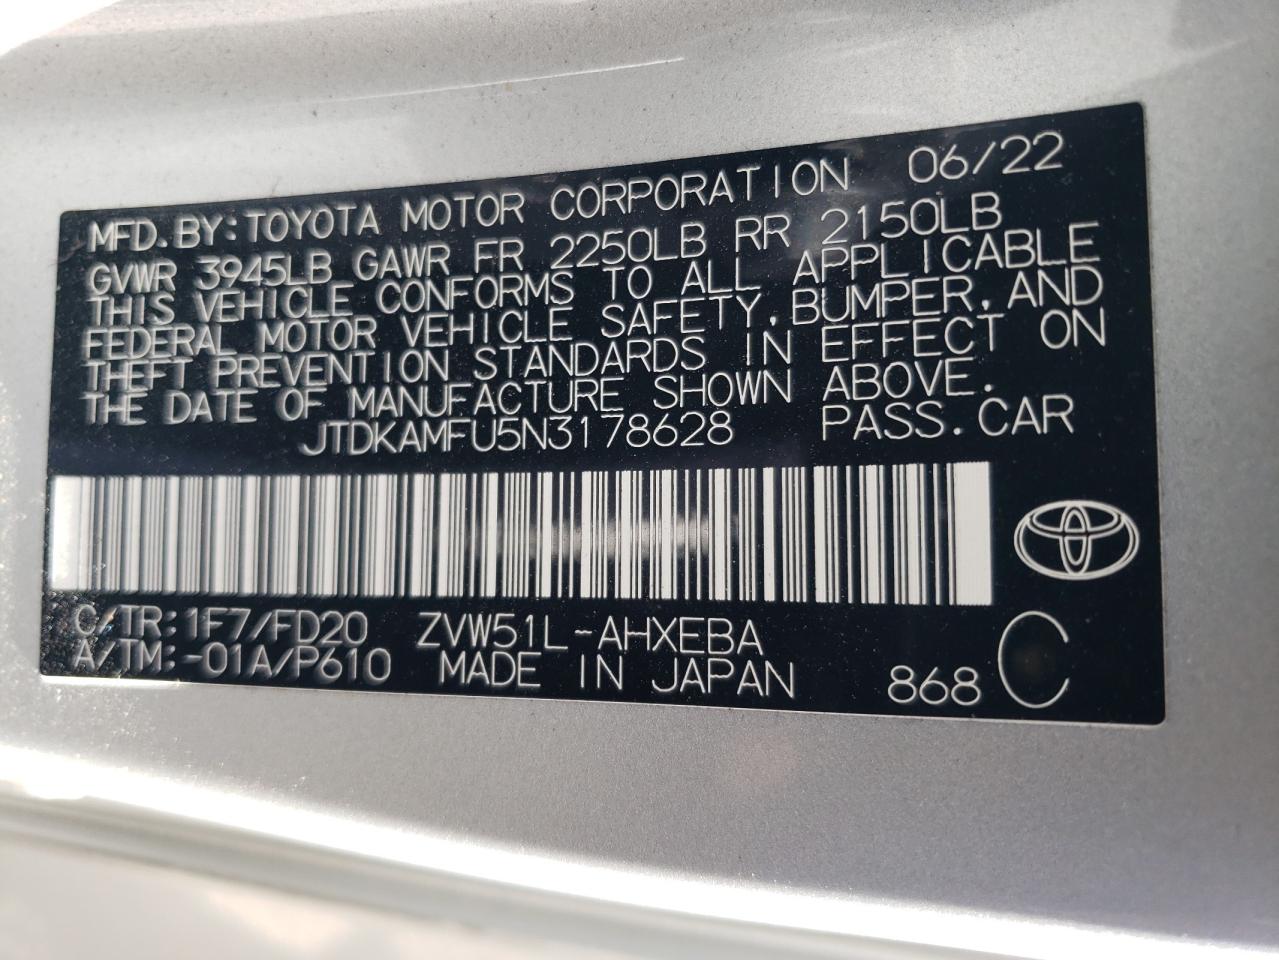 MFD. BY: TOYOTA MOTOR CORPORATION 06/22
GVWR 3945LB GAWR FR 2250LB RR 2150LB
THIS VEHICLE CONFORMS TO ALL APPLICABLE
FEDERAL MOTOR VEHICLE SAFETY, BUMPER, AND
THEFT PREVENTION STANDARDS IN EFFECT ON
THE DATE OF MANUFACTURE SHOWN ABOVE.
JTDKAMFU5N3178628 PASS. CAR
C/TR: 1F7/FD20 ZVW51L-AHXEBA
A/TM: -01A/P610 MADE IN JAPAN 868 C